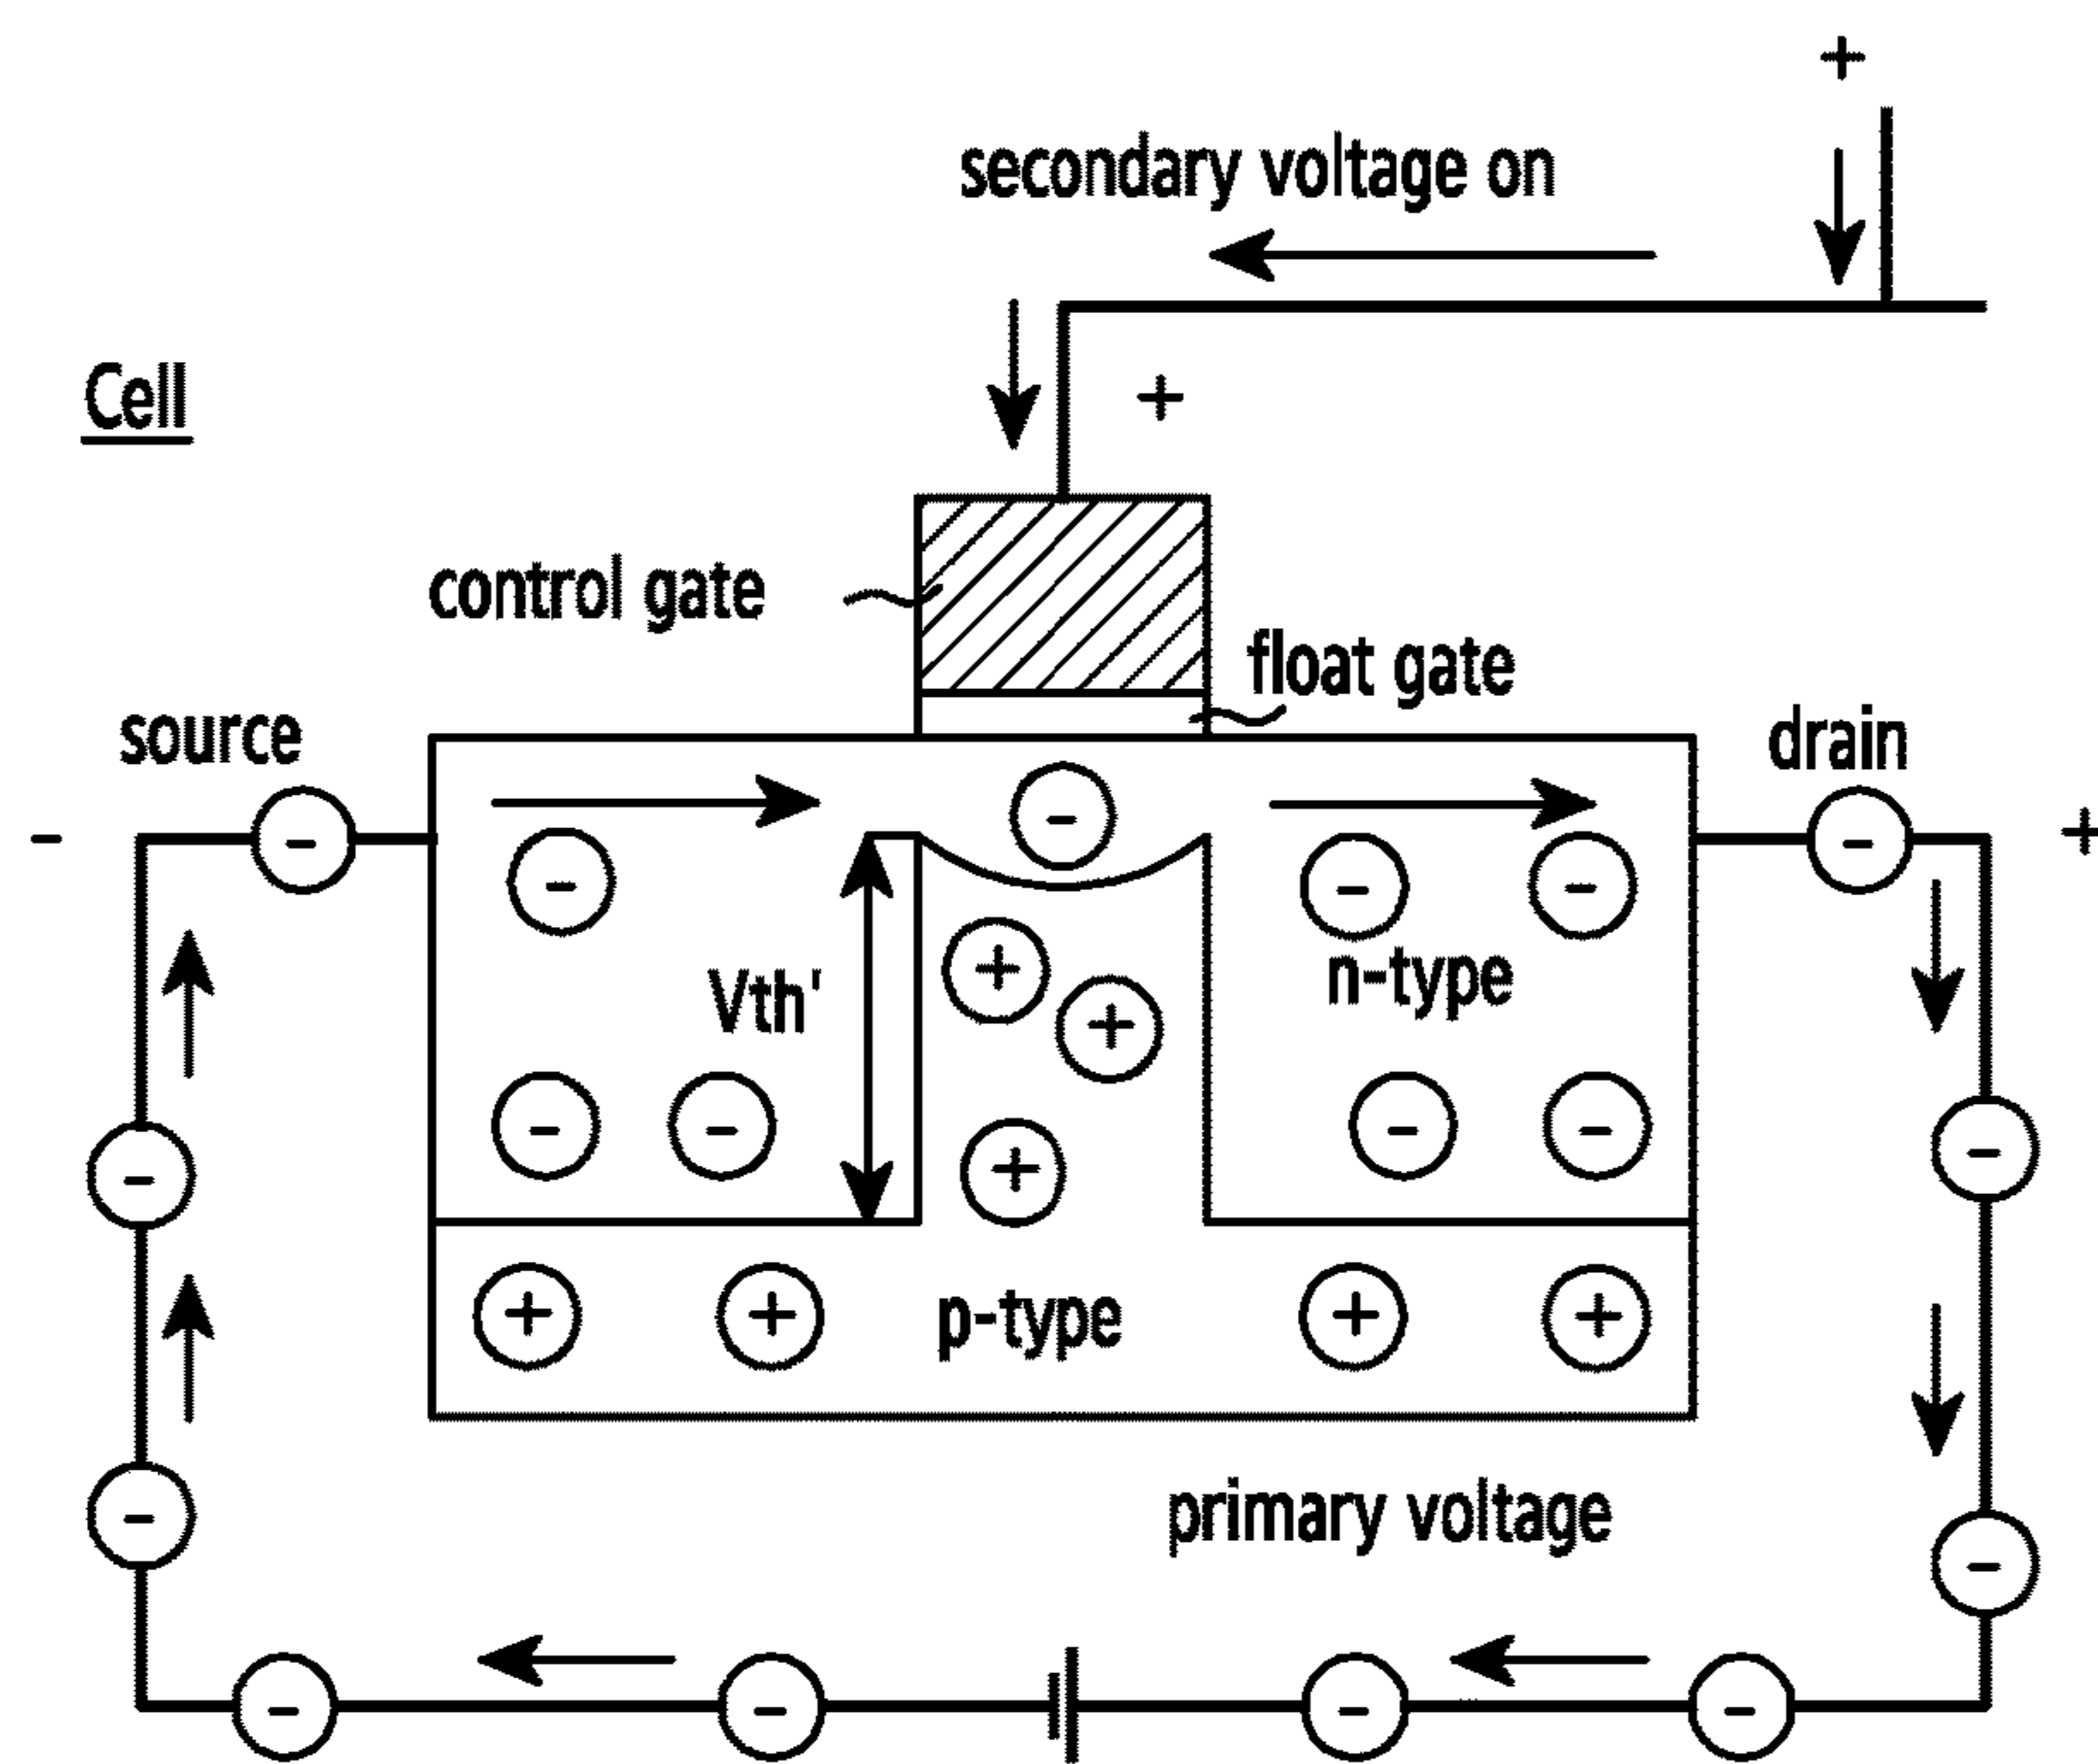 +
secondary voltage on
Cell
+
control gate
float gate
source
drain
-
-
-
+
-
-
-
-
+
n-type
Vth'
+
-
-
-
-
-
-
+
+
+
p-type
+
+
primary voltage
-
-
-
-
-
-